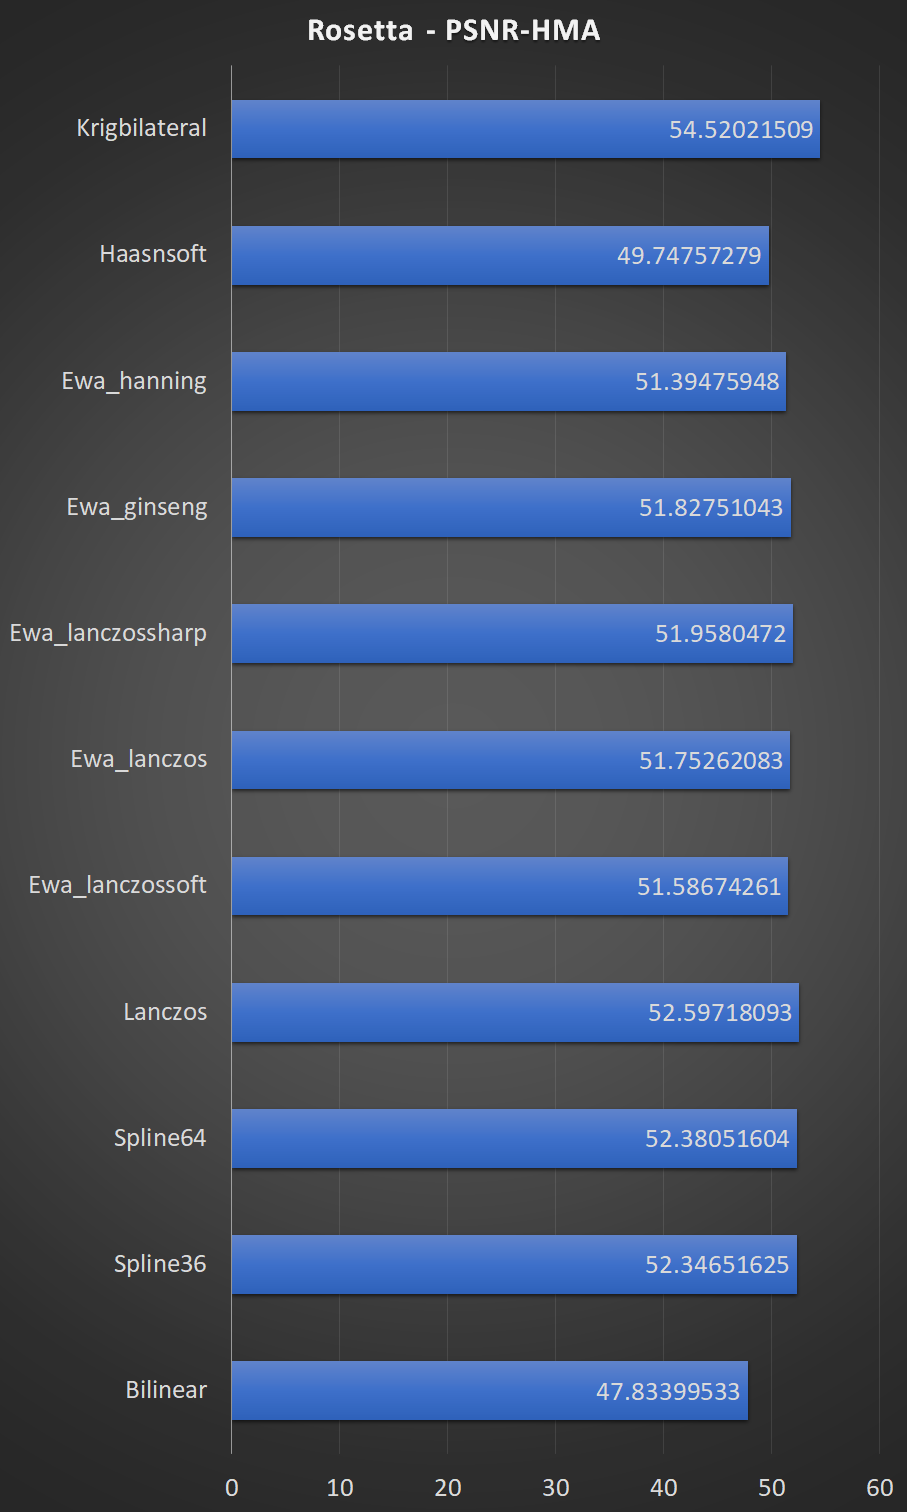 Rosetta - PSNR-HMA
Krigbilateral 54.52021509
Haasnsoft 49.74757279
Ewa_hanning 51.39475948
Ewa_ginseng 51.82751043
Ewa_lanczossharp 51.9580472
Ewa_lanczos 51.75262083
Ewa_lanczossoft 51.58674261
Lanczos 52.59718093
Spline64 52.38051604
Spline36 52.34651625
Bilinear 47.83399533
0 10 20 30 40 50 60